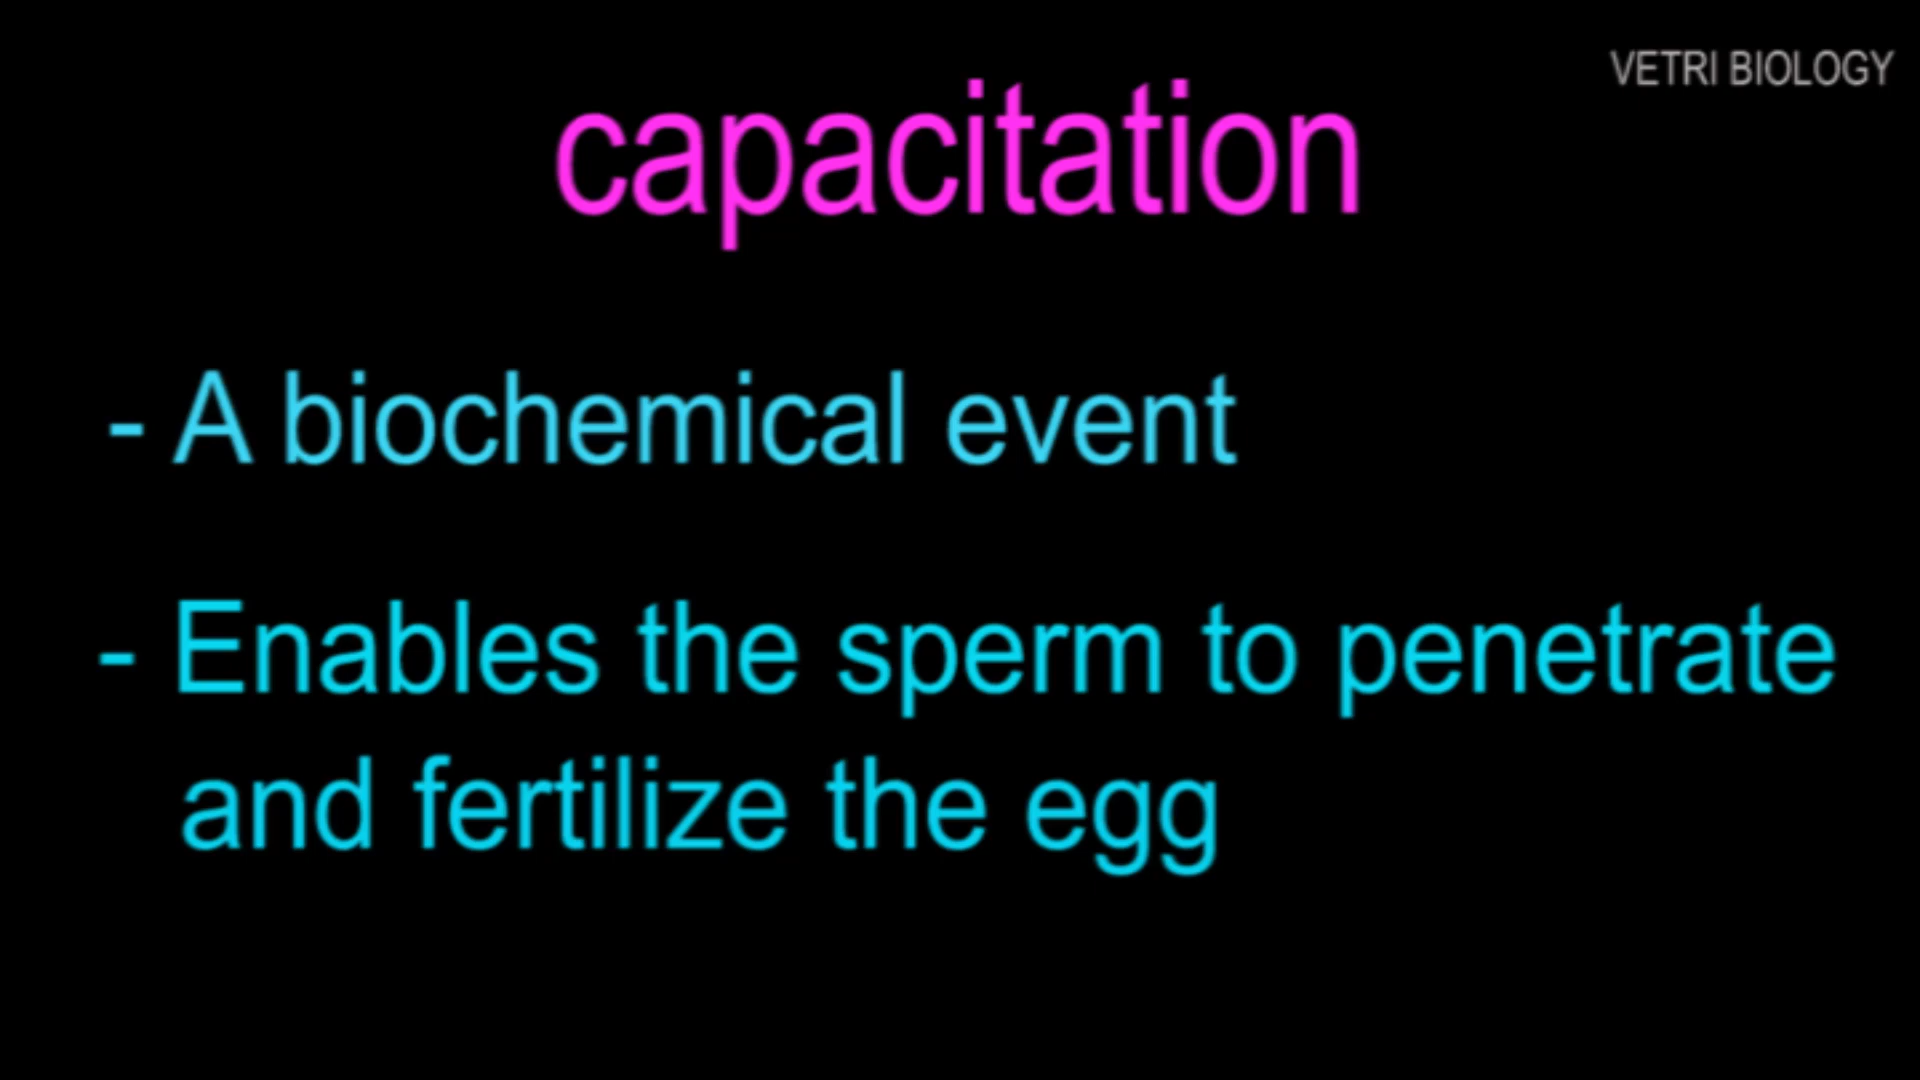 VETRI BIOLOGY
capacitation
- A biochemical event
- Enables the sperm to penetrate
and fertilize the egg